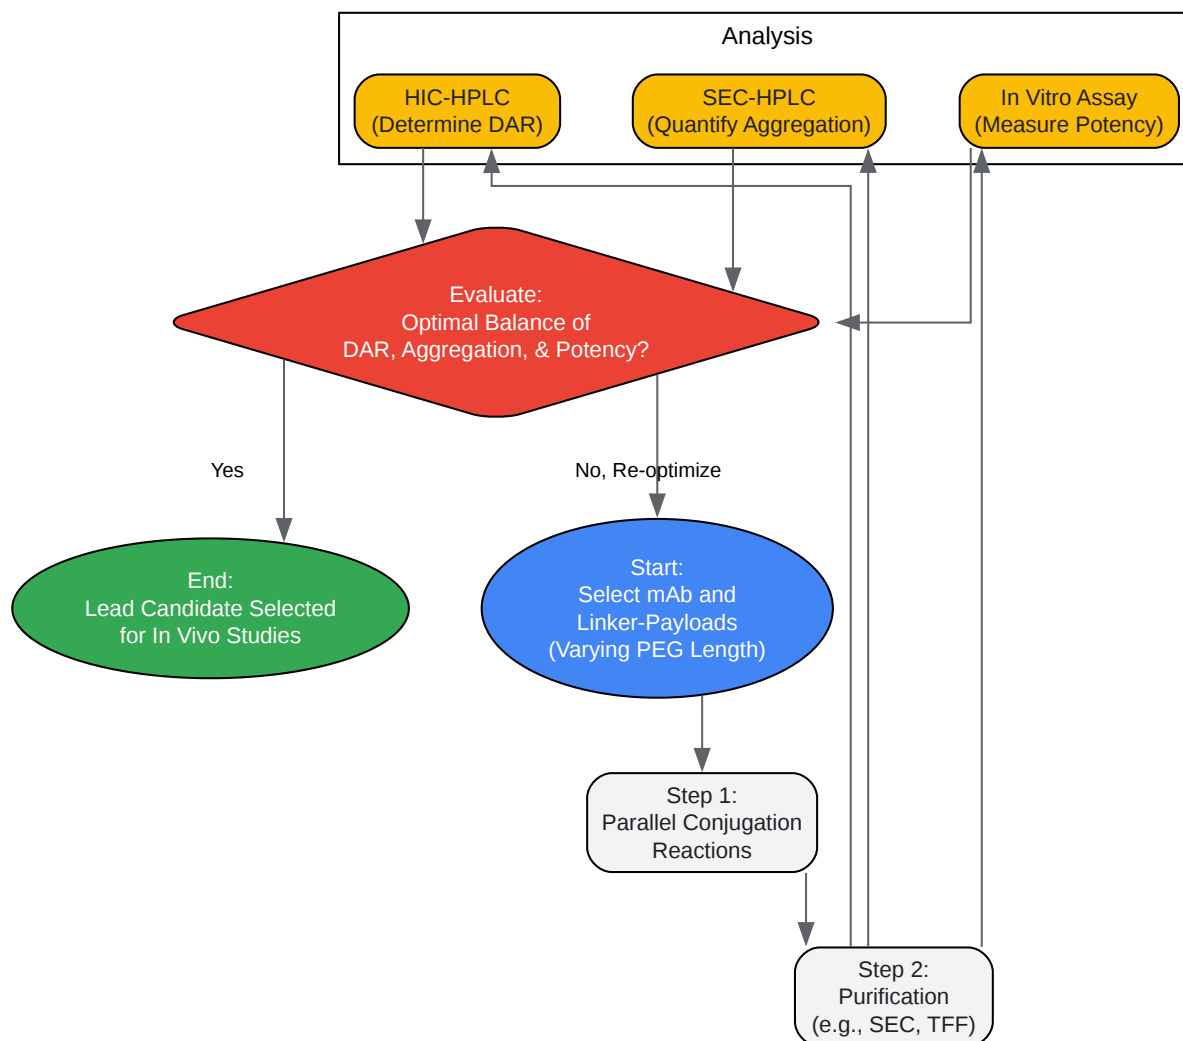 Analysis
HIC-HPLC
(Determine DAR)
SEC-HPLC
(Quantify Aggregation)
In Vitro Assay
(Measure Potency)
Evaluate:
Optimal Balance of
DAR, Aggregation, & Potency?
Yes
No, Re-optimize
End:
Lead Candidate Selected
for In Vivo Studies
Start:
Select mAb and
Linker-Payloads
(Varying PEG Length)
Step 1:
Parallel Conjugation
Reactions
Step 2:
Purification
(e.g., SEC, TFF)